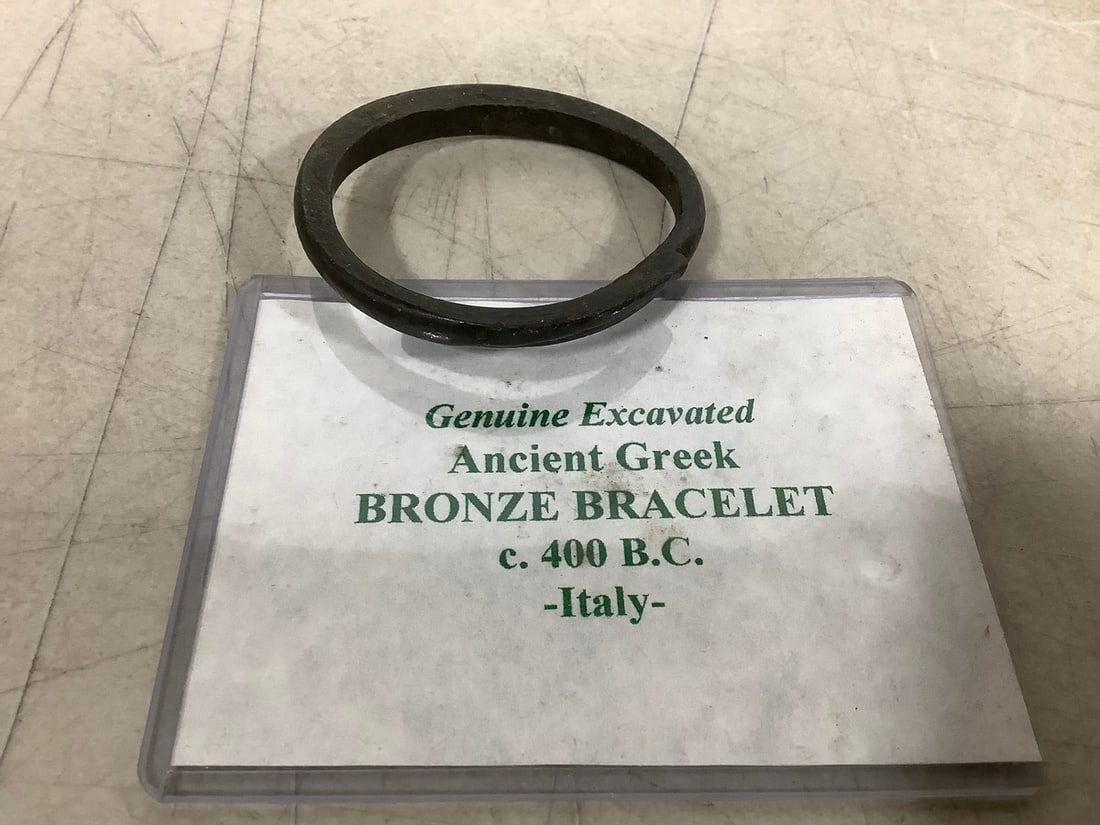 Genuine Excavated
Ancient Greek
BRONZE BRACELET
c. 400 B.C.
-Italy-